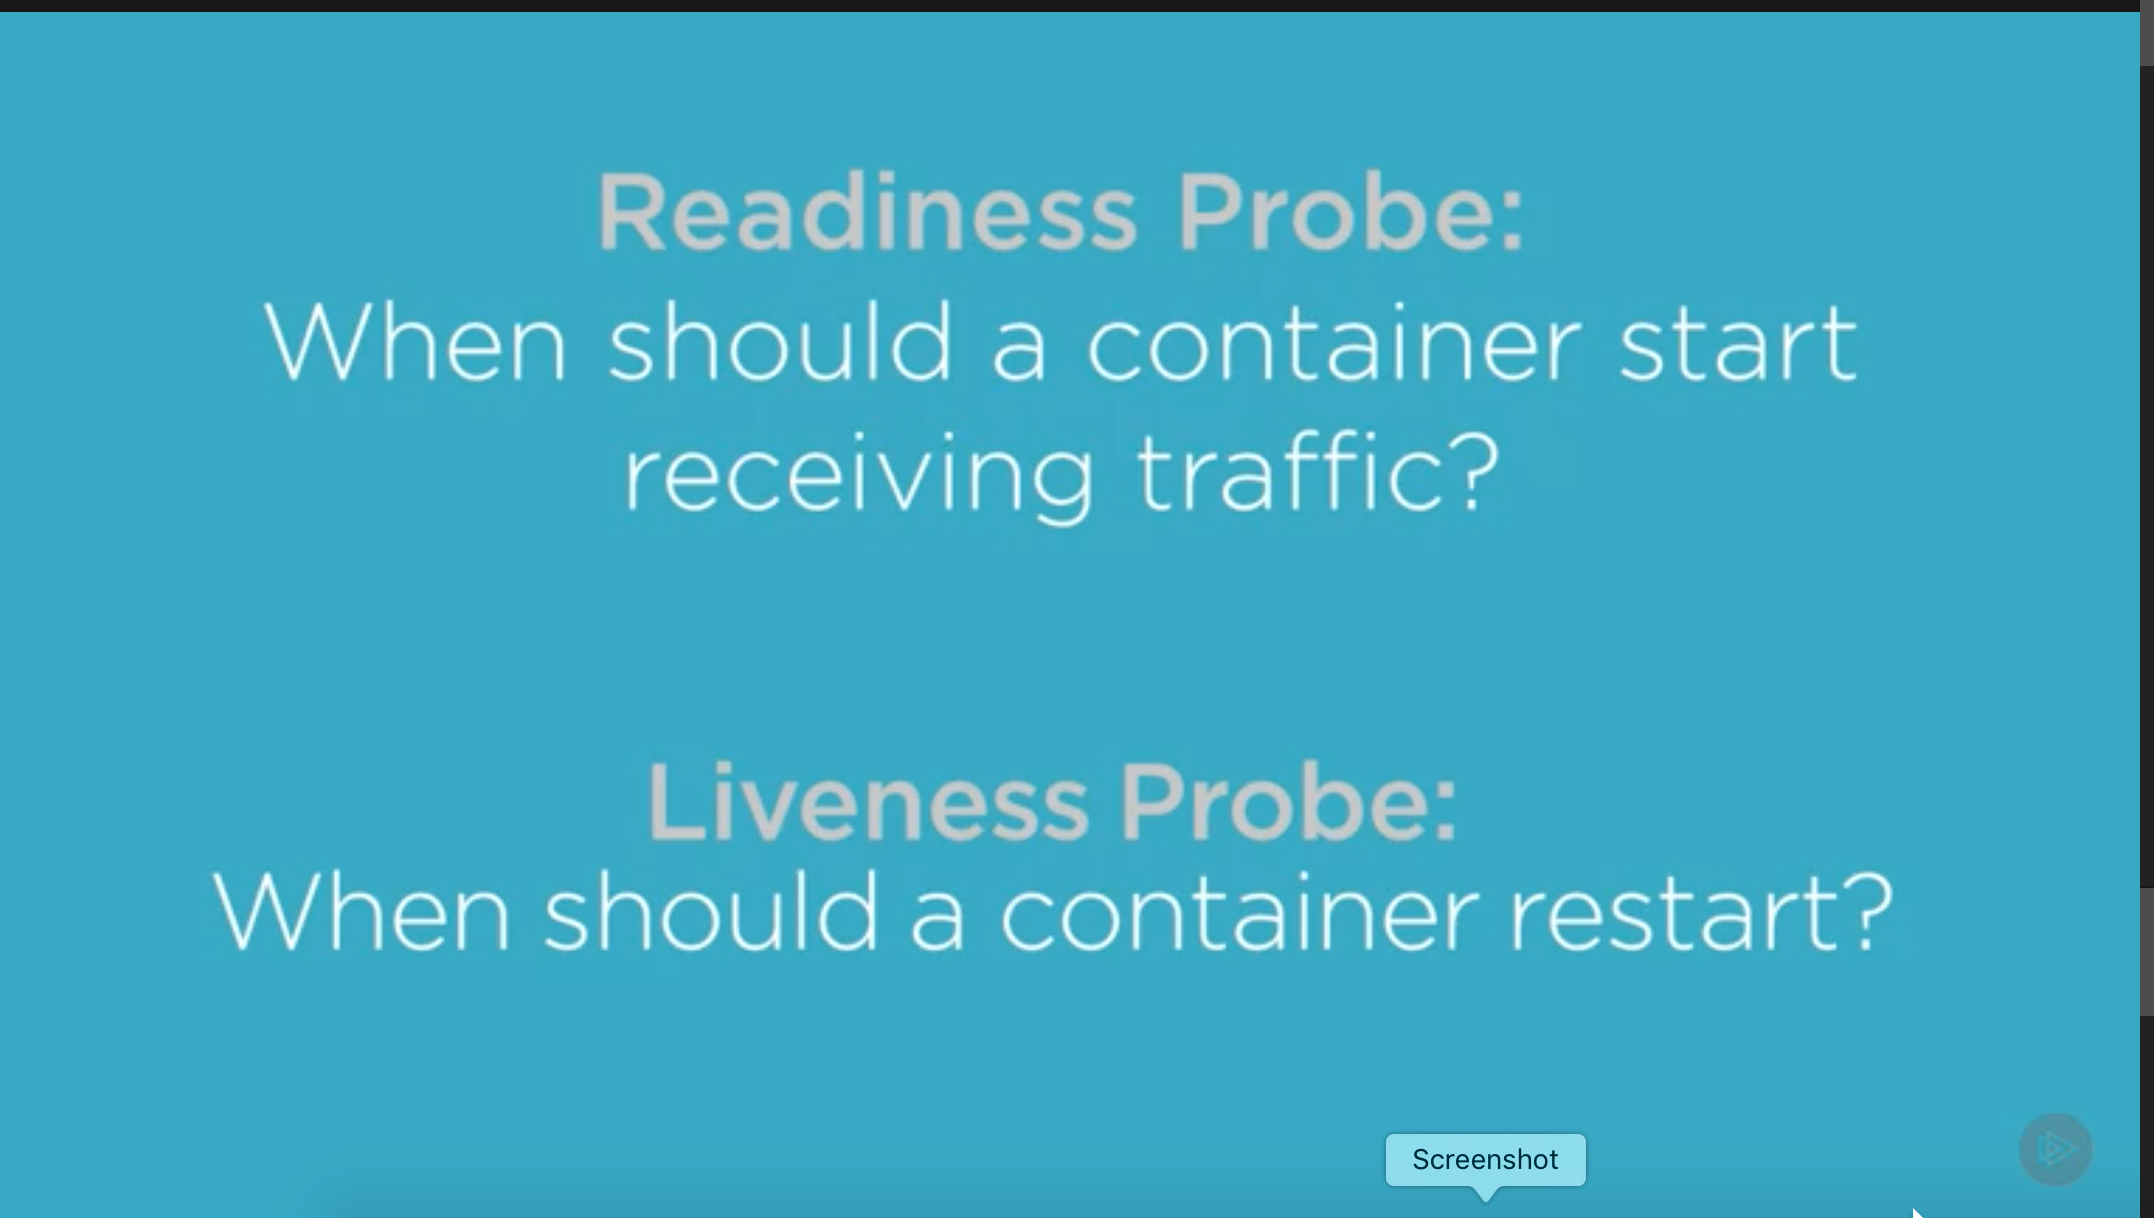 Readiness Probe:
When should a container start
receiving traffic?
Liveness Probe:
When should a container restart?
Screenshot